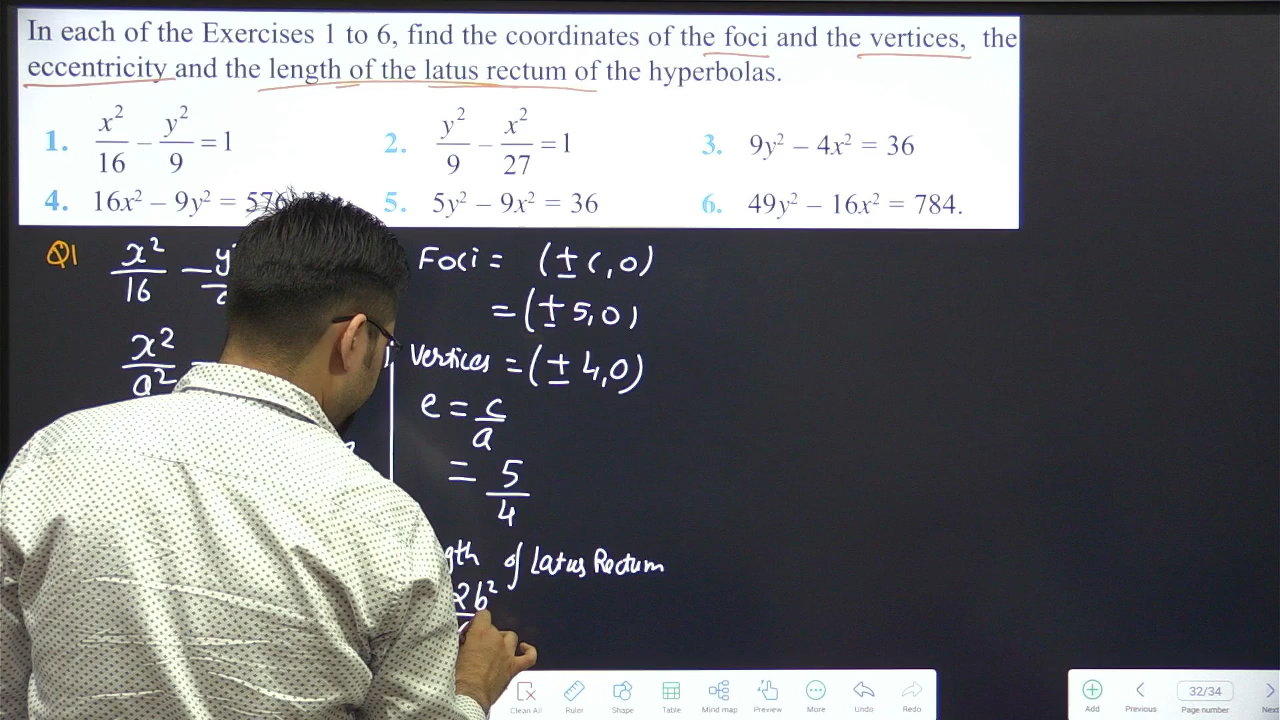 In each of the Exercises 1 to 6, find the coordinates of the foci and the vertices, the
eccentricity and the length of the latus rectum of the hyperbolas.
1. x²/16 − y²/9 = 1
2. y²/9 − x²/27 = 1
3. 9y² − 4x² = 36
4. 16x² − 9y² = 576
5. 5y² − 9x² = 36
6. 49y² − 16x² = 784.
Q1 x²/16 −
x²/a² −
Foci = (± c, 0)
= (± 5, 0)
Vertices = (± 4, 0)
e = c/a
= 5/4
of Latus Rectum
2b²
Clean All
Ruler
Shape
Table
Mind map
Preview
More
Undo
Redo
Add
Previous
32/34
Page number
Next